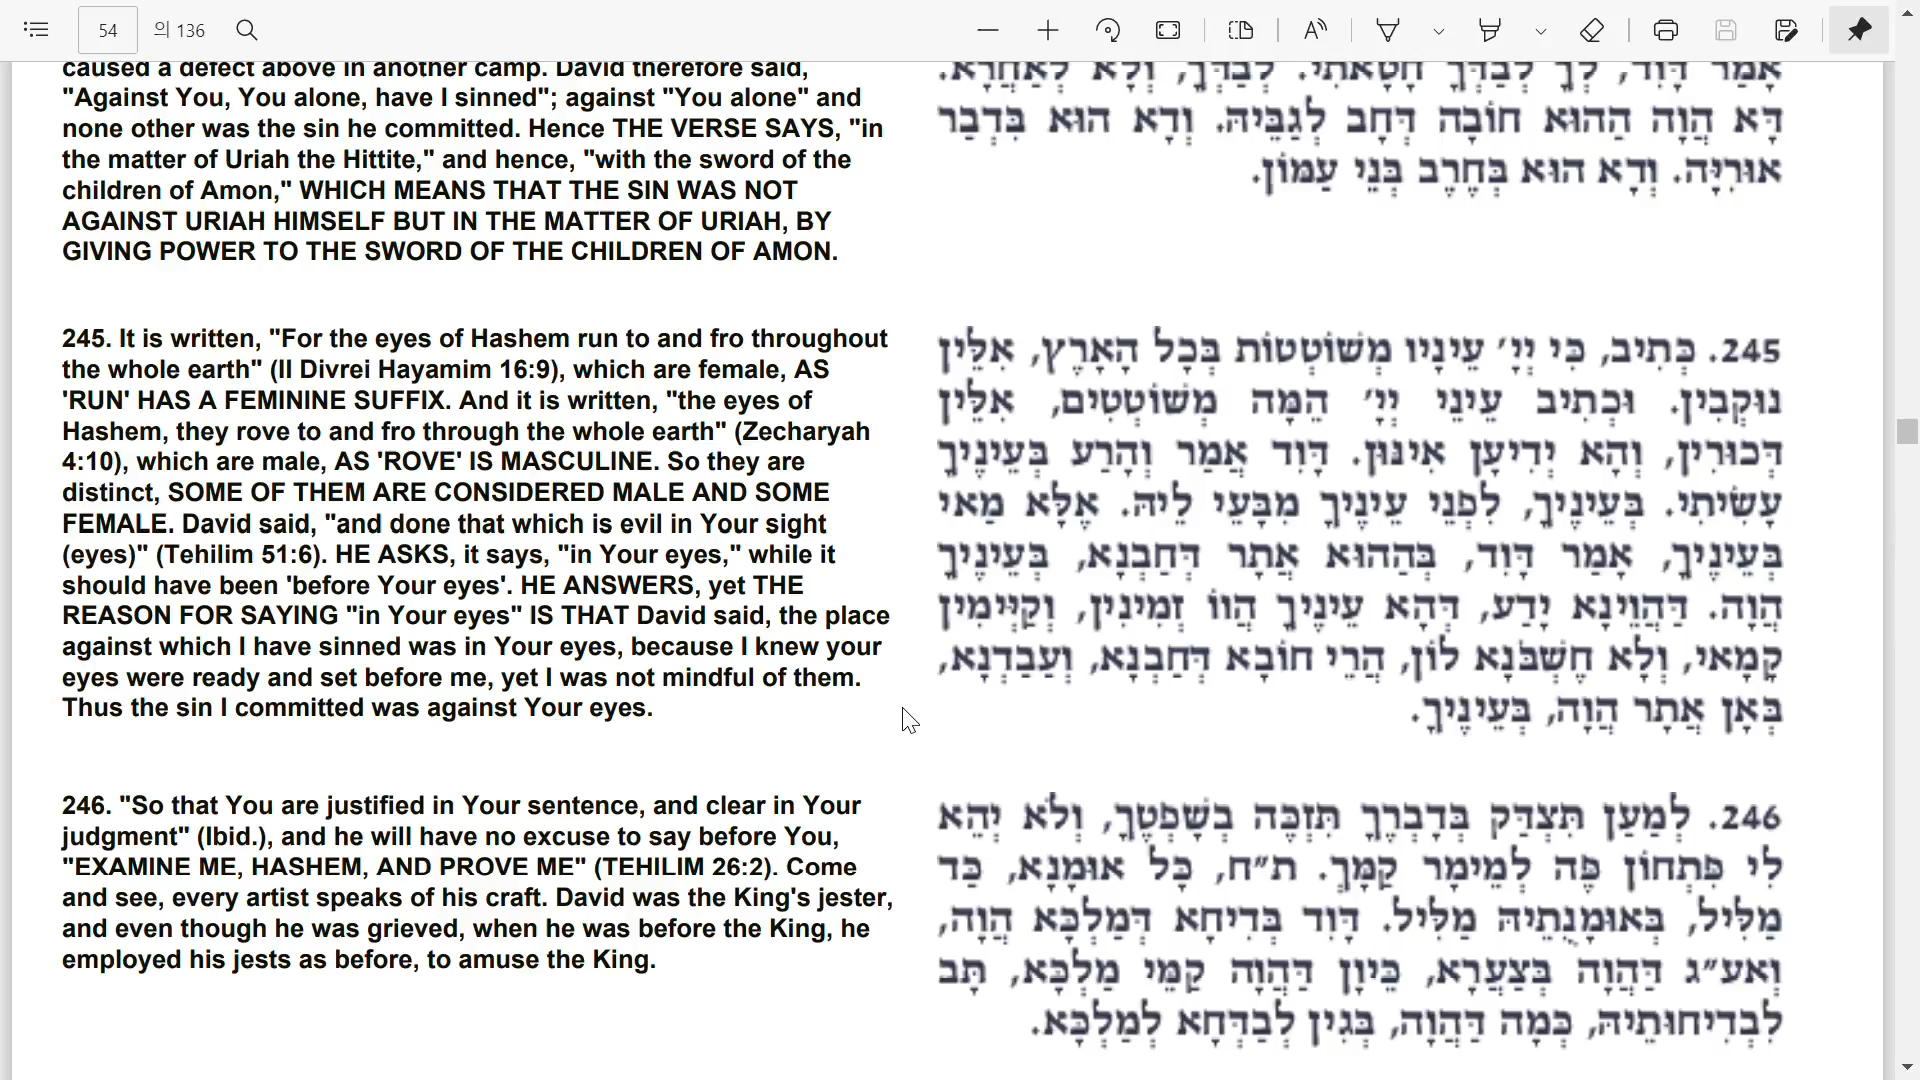 54 의 136
caused a defect above in another camp. David therefore said,
"Against You, You alone, have I sinned"; against "You alone" and
none other was the sin he committed. Hence THE VERSE SAYS, "in
the matter of Uriah the Hittite," and hence, "with the sword of the
children of Amon," WHICH MEANS THAT THE SIN WAS NOT
AGAINST URIAH HIMSELF BUT IN THE MATTER OF URIAH, BY
GIVING POWER TO THE SWORD OF THE CHILDREN OF AMON.
אָמַר דָּוִד, לְךָ לְבַדְּךָ חָטָאתִי. לְבַדְּךָ, וְלָא לְאַחֲרָא.
דָּא הֲוָה הַהוּא חוֹבָה דְּחָב לְגַבֵּיהּ. וְדָא הוּא בִּדְבַר
אוּרִיָּה. וְדָא הוּא בְּחֶרֶב בְּנֵי עַמּוֹן.
245. It is written, "For the eyes of Hashem run to and fro throughout
the whole earth" (II Divrei Hayamim 16:9), which are female, AS
'RUN' HAS A FEMININE SUFFIX. And it is written, "the eyes of
Hashem, they rove to and fro through the whole earth" (Zecharyah
4:10), which are male, AS 'ROVE' IS MASCULINE. So they are
distinct, SOME OF THEM ARE CONSIDERED MALE AND SOME
FEMALE. David said, "and done that which is evil in Your sight
(eyes)" (Tehilim 51:6). HE ASKS, it says, "in Your eyes," while it
should have been 'before Your eyes'. HE ANSWERS, yet THE
REASON FOR SAYING "in Your eyes" IS THAT David said, the place
against which I have sinned was in Your eyes, because I knew your
eyes were ready and set before me, yet I was not mindful of them.
Thus the sin I committed was against Your eyes.
245. כְּתִיב, כִּי יְיָ' עֵינָיו מְשׁוֹטְטוֹת בְּכָל הָאָרֶץ, אִלֵּין
נוּקְבִין. וּכְתִיב עֵינֵי יְיָ' הֵמָּה מְשׁוֹטְטִים, אִלֵּין
דְּכוּרִין, וְהָא יְדִיעָן אִינּוּן. דָּוִד אֲמַר וְהָרַע בְּעֵינֶיךָ
עָשִׂיתִי. בְּעֵינֶיךָ, לִפְנֵי עֵינֶיךָ מִבָּעֵי לֵיהּ. אֶלָּא מַאי
בְּעֵינֶיךָ, אָמַר דָּוִד, בְּהַהוּא אֲתָר דְּחַבְנָא, בְּעֵינֶיךָ
הֲוָה. דַּהֲוֵינָא יָדַע, דְּהָא עֵינֶיךָ הֲווֹ זְמִינִין, וְקַיְּימִין
קָמָאי, וְלָא חֲשִׁבְנָא לוֹן, הֲרֵי חוֹבָא דְּחַבְנָא, וְעַבַדְנָא,
בְּאָן אֲתָר הֲוָה, בְּעֵינֶיךָ.
246. "So that You are justified in Your sentence, and clear in Your
judgment" (Ibid.), and he will have no excuse to say before You,
"EXAMINE ME, HASHEM, AND PROVE ME" (TEHILIM 26:2). Come
and see, every artist speaks of his craft. David was the King's jester,
and even though he was grieved, when he was before the King, he
employed his jests as before, to amuse the King.
246. לְמַעַן תִּצְדַּק בְּדָבְרֶךָ תִּזְכֶּה בְשָׁפְטֶךָ, וְלֹא יְהֵא
לִי פִּתְחוֹן פֶּה לְמֵימָר קַמָּךְ. ת״ח, כָּל אוּמָנָא, כַּד
מַלִּיל, בְּאוּמָנֻתֵיהּ מַלִּיל. דָּוִד בְּדִיחָא דְּמַלְכָּא הֲוָה,
וְאע״ג דַּהֲוָה בְּצַעֲרָא, כֵּיוָן דַּהֲוָה קַמֵּי מַלְכָּא, תָּב
לִבְדִיחוּתֵיהּ, כְּמָה דַּהֲוָה, בְּגִין לְבַדְּחָא לְמַלְכָּא.